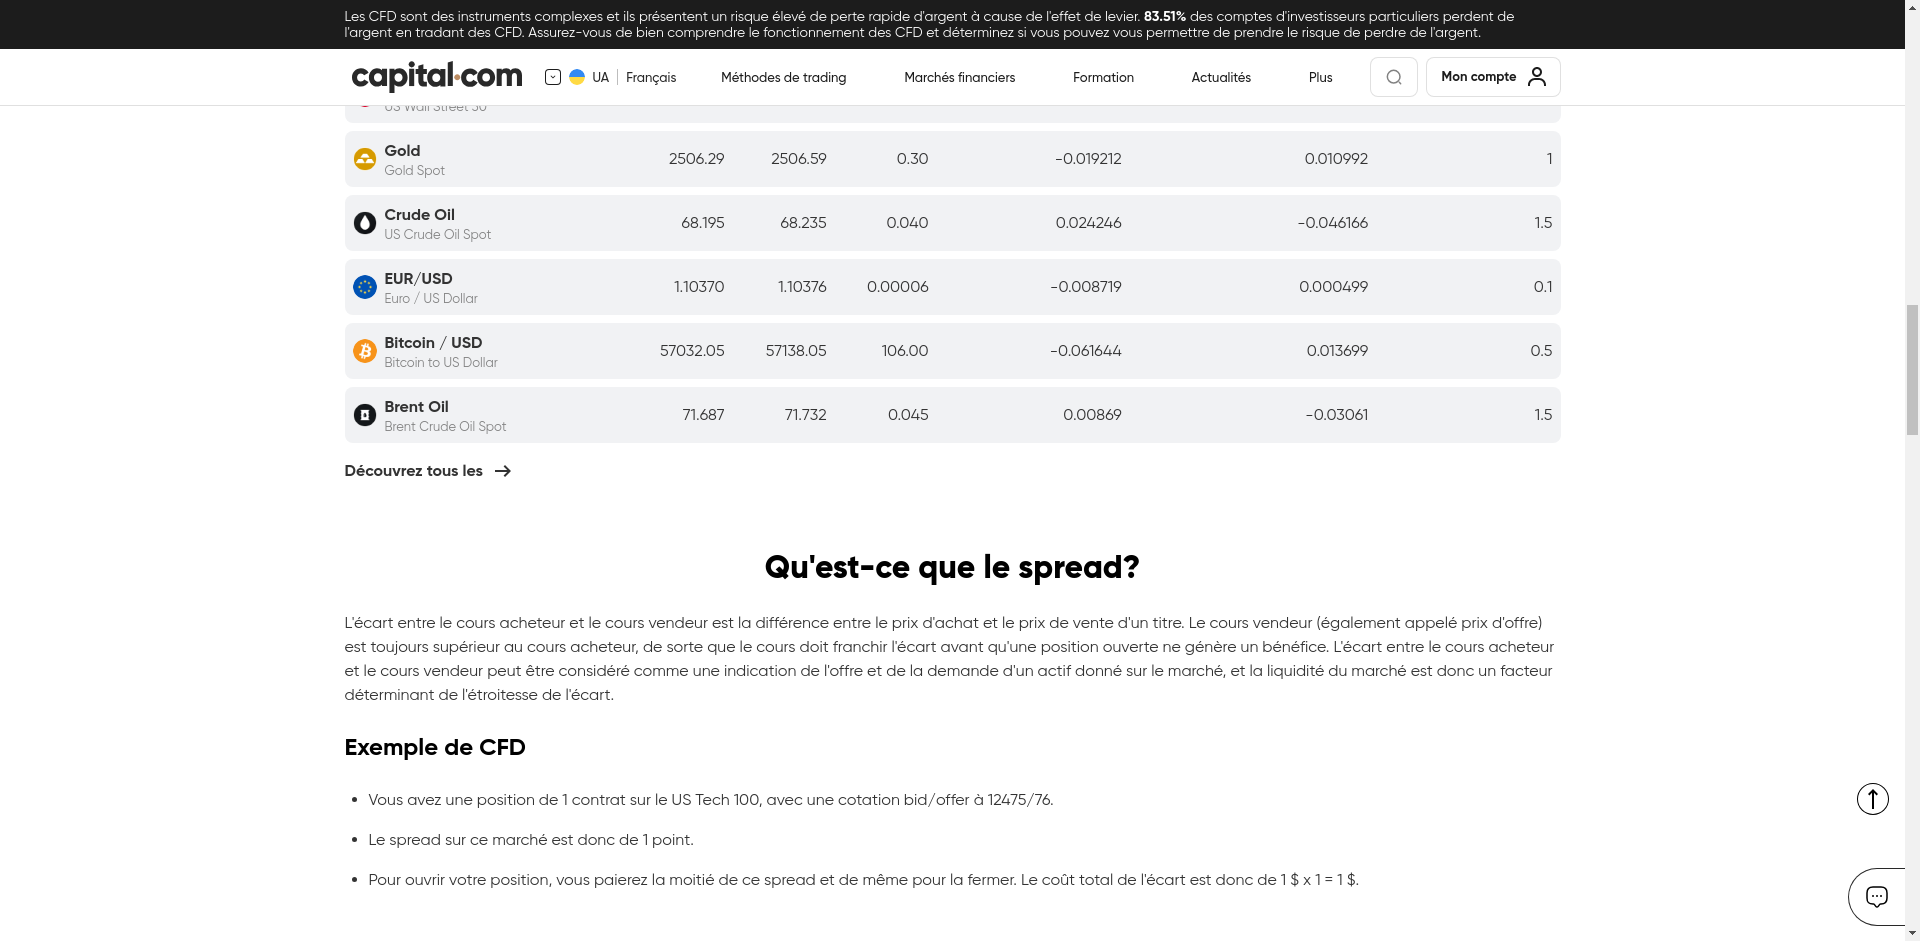 Les CFD sont des instruments complexes et ils présentent un risque élevé de perte rapide d'argent à cause de l'effet de levier. 83.51% des comptes d'investisseurs particuliers perdent de
l'argent en tradant des CFD. Assurez-vous de bien comprendre le fonctionnement des CFD et déterminez si vous pouvez vous permettre de prendre le risque de perdre de l'argent.
capital.com UA Français Méthodes de trading Marchés financiers Formation Actualités Plus Mon compte
US Wall Street 30
Gold
Gold Spot
2506.29 2506.59 0.30 -0.019212 0.010992 1
Crude Oil
US Crude Oil Spot
68.195 68.235 0.040 0.024246 -0.046166 1.5
EUR/USD
Euro / US Dollar
1.10370 1.10376 0.00006 -0.008719 0.000499 0.1
Bitcoin / USD
Bitcoin to US Dollar
57032.05 57138.05 106.00 -0.061644 0.013699 0.5
Brent Oil
Brent Crude Oil Spot
71.687 71.732 0.045 0.00869 -0.03061 1.5
Découvrez tous les
Qu'est-ce que le spread?
L'écart entre le cours acheteur et le cours vendeur est la différence entre le prix d'achat et le prix de vente d'un titre. Le cours vendeur (également appelé prix d'offre)
est toujours supérieur au cours acheteur, de sorte que le cours doit franchir l'écart avant qu'une position ouverte ne génère un bénéfice. L'écart entre le cours acheteur
et le cours vendeur peut être considéré comme une indication de l'offre et de la demande d'un actif donné sur le marché, et la liquidité du marché est donc un facteur
déterminant de l'étroitesse de l'écart.
Exemple de CFD
• Vous avez une position de 1 contrat sur le US Tech 100, avec une cotation bid/offer à 12475/76.
• Le spread sur ce marché est donc de 1 point.
• Pour ouvrir votre position, vous paierez la moitié de ce spread et de même pour la fermer. Le coût total de l'écart est donc de 1 $ x 1 = 1 $.